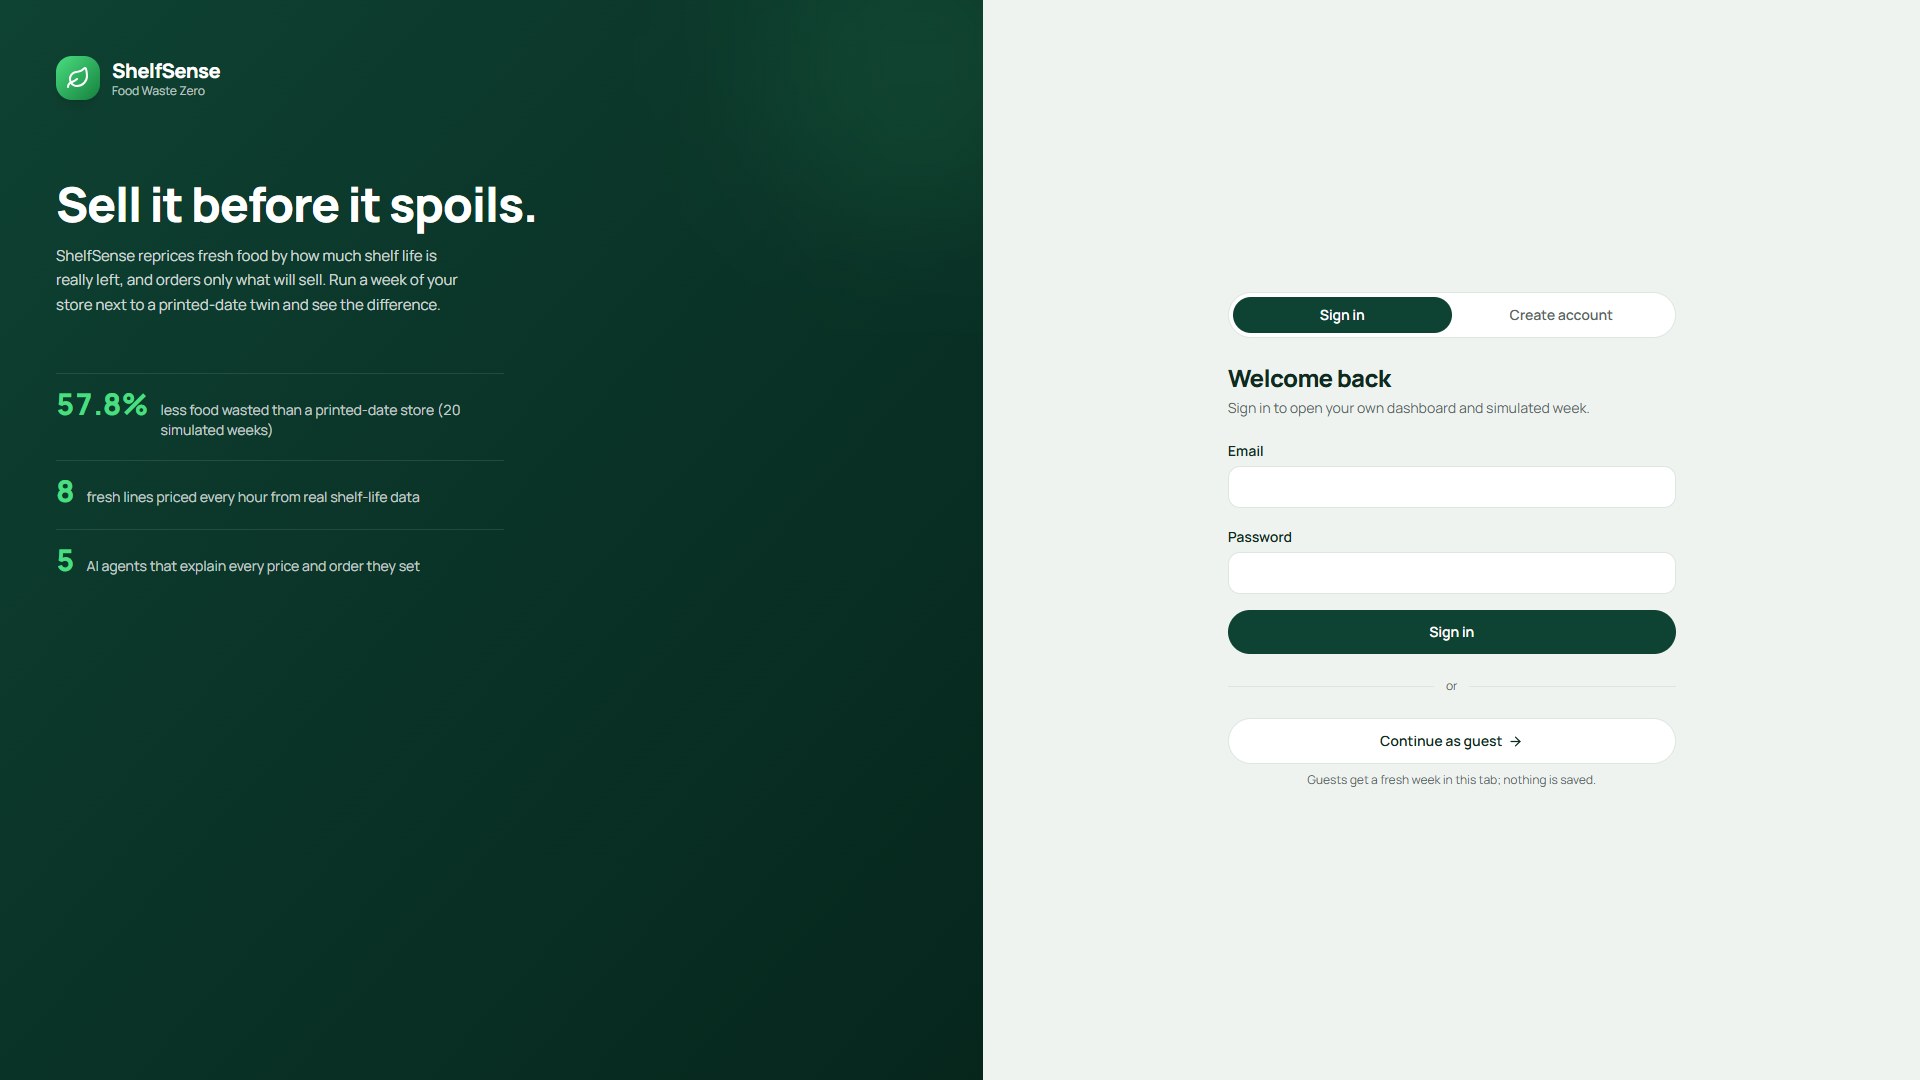 ShelfSense
Food Waste Zero
Sell it before it spoils.
ShelfSense reprices fresh food by how much shelf life is
really left, and orders only what will sell. Run a week of your
store next to a printed-date twin and see the difference.
57.8% less food wasted than a printed-date store (20
simulated weeks)
8 fresh lines priced every hour from real shelf-life data
5 AI agents that explain every price and order they set
Sign in Create account
Welcome back
Sign in to open your own dashboard and simulated week.
Email
Password
Sign in
or
Continue as guest →
Guests get a fresh week in this tab; nothing is saved.